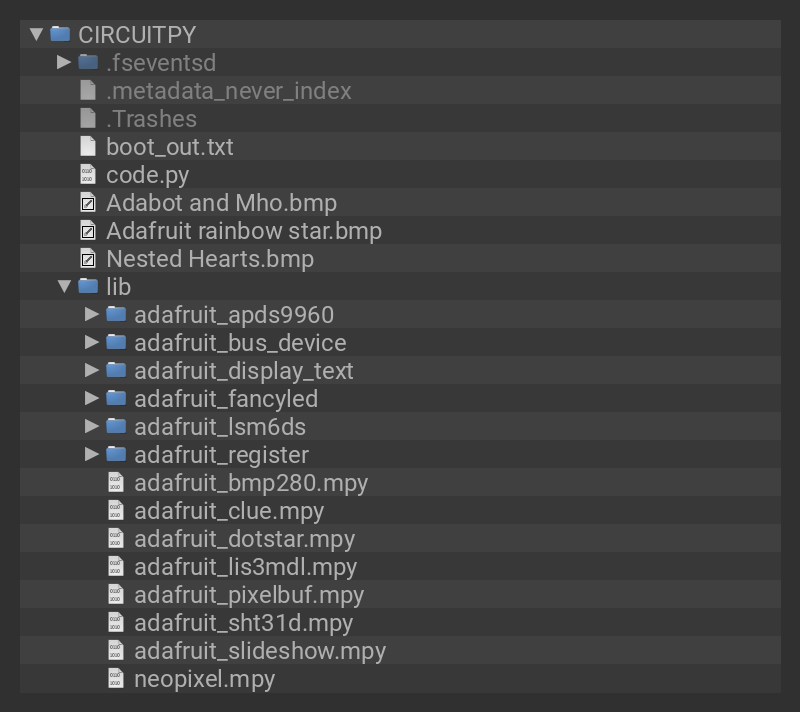 CIRCUITPY
.fseventsd
.metadata_never_index
.Trashes
boot_out.txt
code.py
Adabot and Mho.bmp
Adafruit rainbow star.bmp
Nested Hearts.bmp
lib
adafruit_apds9960
adafruit_bus_device
adafruit_display_text
adafruit_fancyled
adafruit_lsm6ds
adafruit_register
adafruit_bmp280.mpy
adafruit_clue.mpy
adafruit_dotstar.mpy
adafruit_lis3mdl.mpy
adafruit_pixelbuf.mpy
adafruit_sht31d.mpy
adafruit_slideshow.mpy
neopixel.mpy